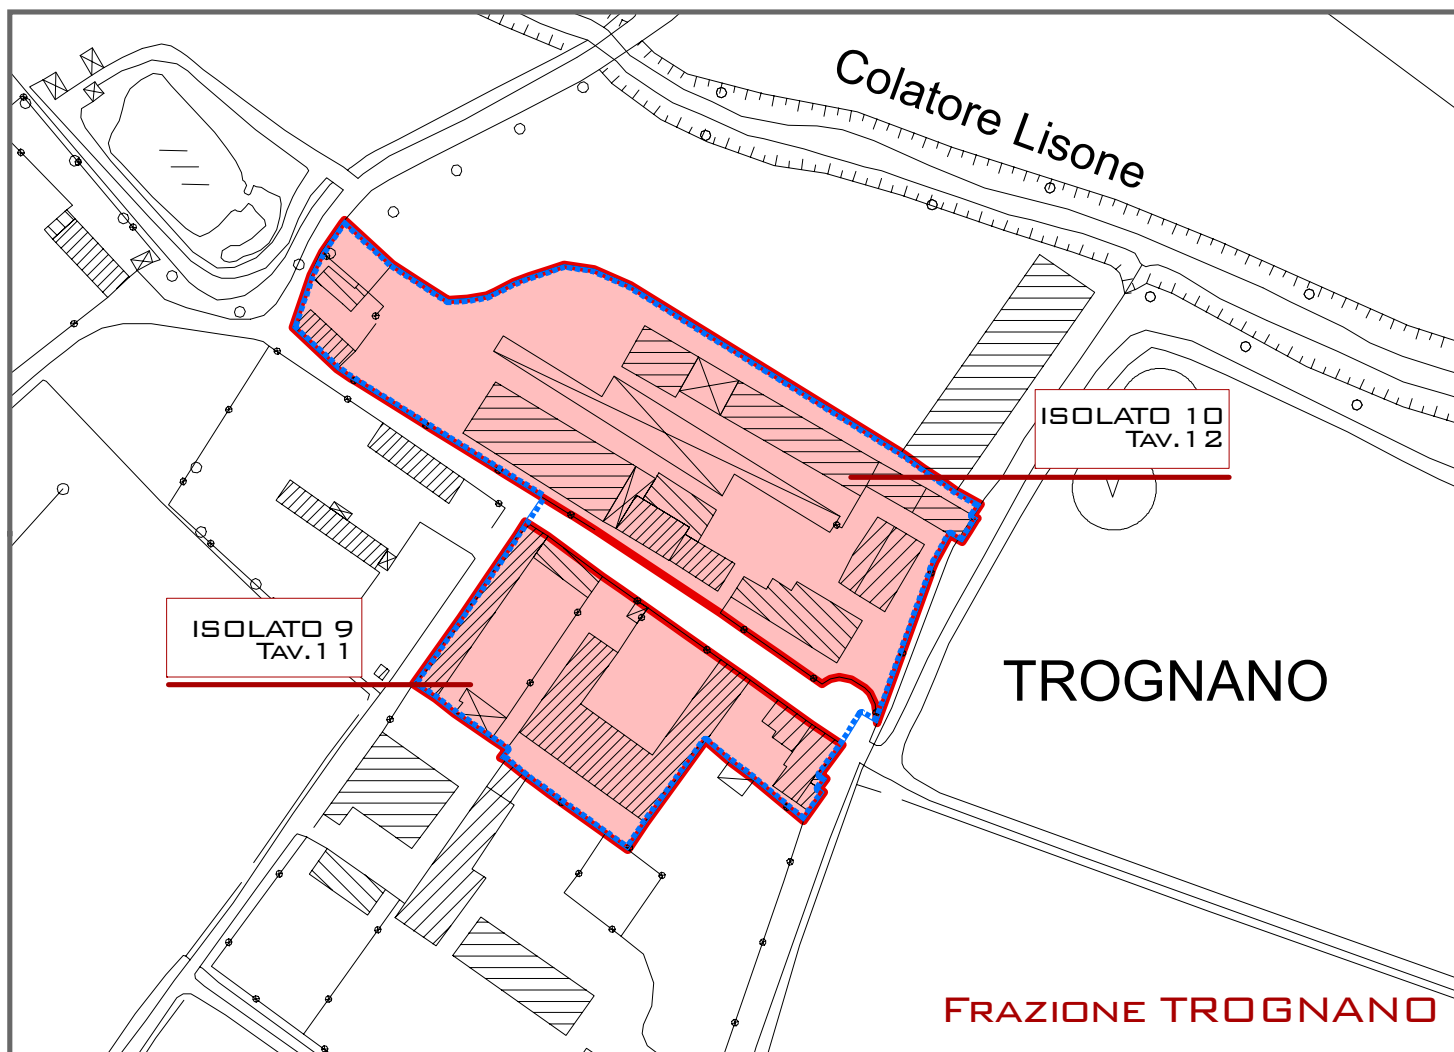 Colatore Lisone
ISOLATO 10
TAV.12
ISOLATO 9
TAV.11
TROGNANO
FRAZIONE TROGNANO